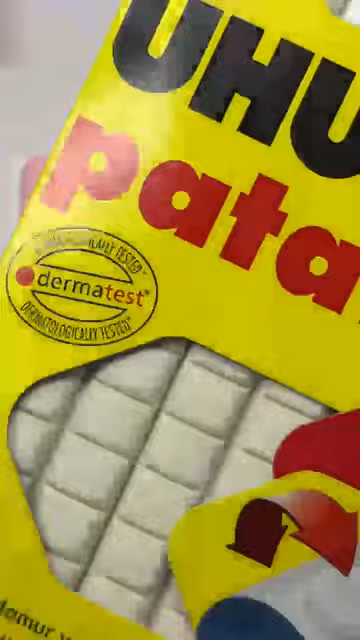 UHU
pata
DERMATOLOGICALLY TESTED
dermatest®
DERMATOLOGICALLY TESTED